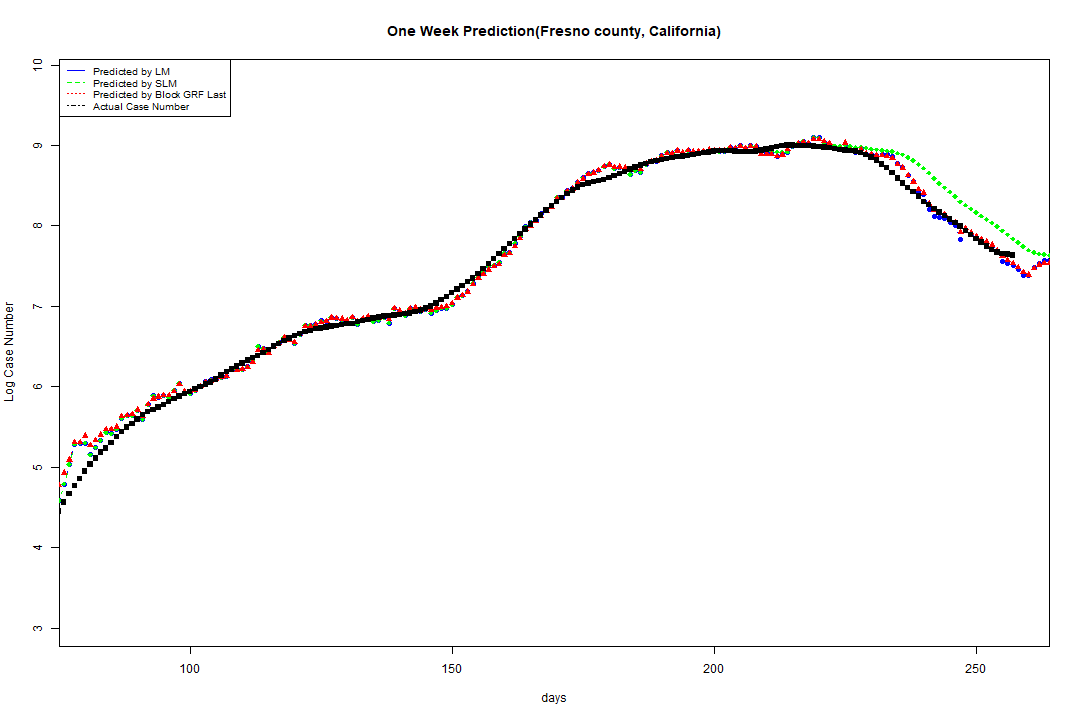 One Week Prediction(Fresno county, California)
Predicted by LM
Predicted by SLM
Predicted by Block GRF Last
Actual Case Number
10
9
8
7
6
5
4
3
Log Case Number
100 150 200 250
days